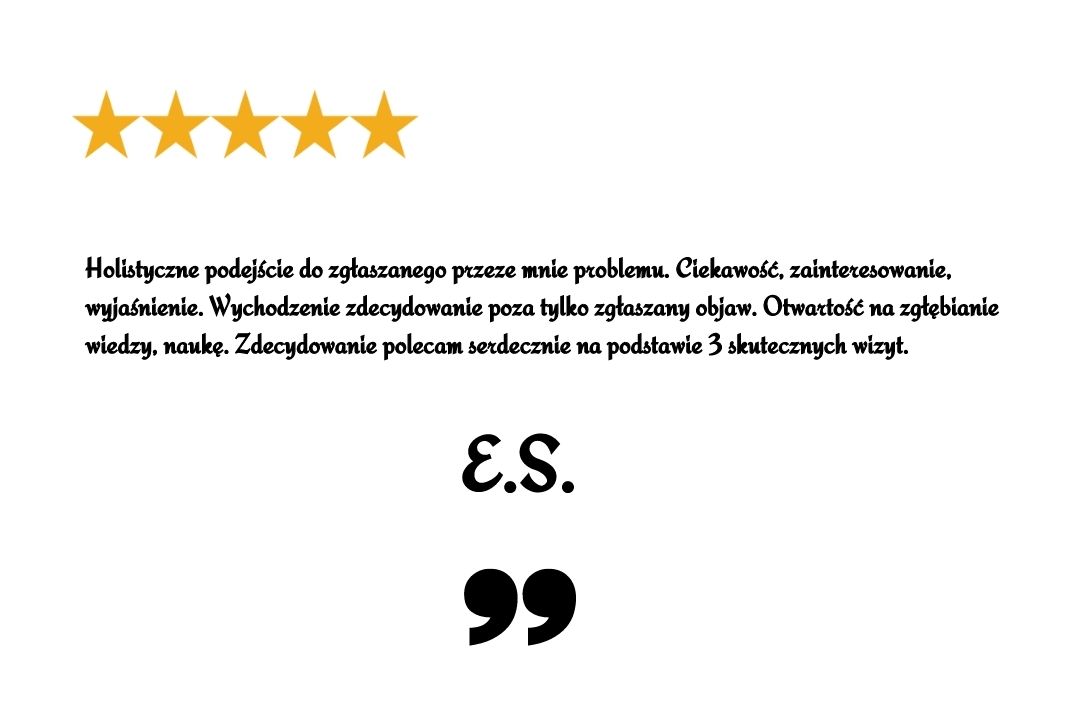 Holistyczne podejście do zgłaszanego przeze mnie problemu. Ciekawość, zainteresowanie,
wyjaśnienie. Wychodzenie zdecydowanie poza tylko zgłaszany objaw. Otwartość na zgłębianie
wiedzy, naukę. Zdecydowanie polecam serdecznie na podstawie 3 skutecznych wizyt.
E.S.
”